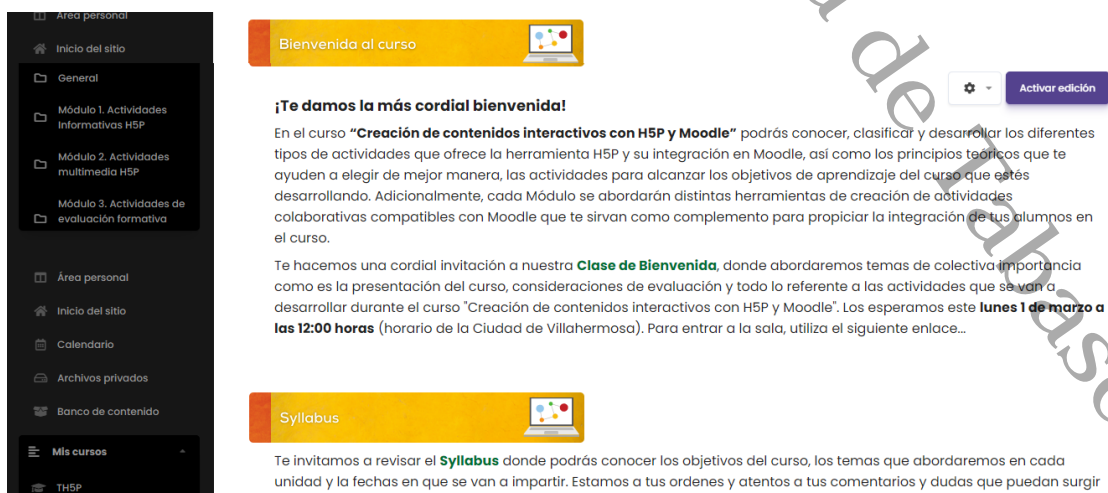 Área personal
Inicio del sitio
General
Módulo 1. Actividades
Informativas H5P
Módulo 2. Actividades
multimedia H5P
Módulo 3. Actividades de
evaluación formativa
Área personal
Inicio del sitio
Calendario
Archivos privados
Banco de contenido
Mis cursos
TH5P
Bienvenida al curso
Activar edición
¡Te damos la más cordial bienvenida!
En el curso “Creación de contenidos interactivos con H5P y Moodle” podrás conocer, clasificar y desarrollar los diferentes
tipos de actividades que ofrece la herramienta H5P y su integración en Moodle, así como los principios teóricos que te
ayuden a elegir de mejor manera, las actividades para alcanzar los objetivos de aprendizaje del curso que estés
desarrollando. Adicionalmente, cada Módulo se abordarán distintas herramientas de creación de actividades
colaborativas compatibles con Moodle que te sirvan como complemento para propiciar la integración de tus alumnos en
el curso.
Te hacemos una cordial invitación a nuestra Clase de Bienvenida, donde abordaremos temas de colectiva importancia
como es la presentación del curso, consideraciones de evaluación y todo lo referente a las actividades que se van a
desarrollar durante el curso "Creación de contenidos interactivos con H5P y Moodle". Los esperamos este lunes 1 de marzo a
las 12:00 horas (horario de la Ciudad de Villahermosa). Para entrar a la sala, utiliza el siguiente enlace...
Syllabus
Te invitamos a revisar el Syllabus donde podrás conocer los objetivos del curso, los temas que abordaremos en cada
unidad y la fechas en que se van a impartir. Estamos a tus ordenes y atentos a tus comentarios y dudas que puedan surgir
de Tabasco